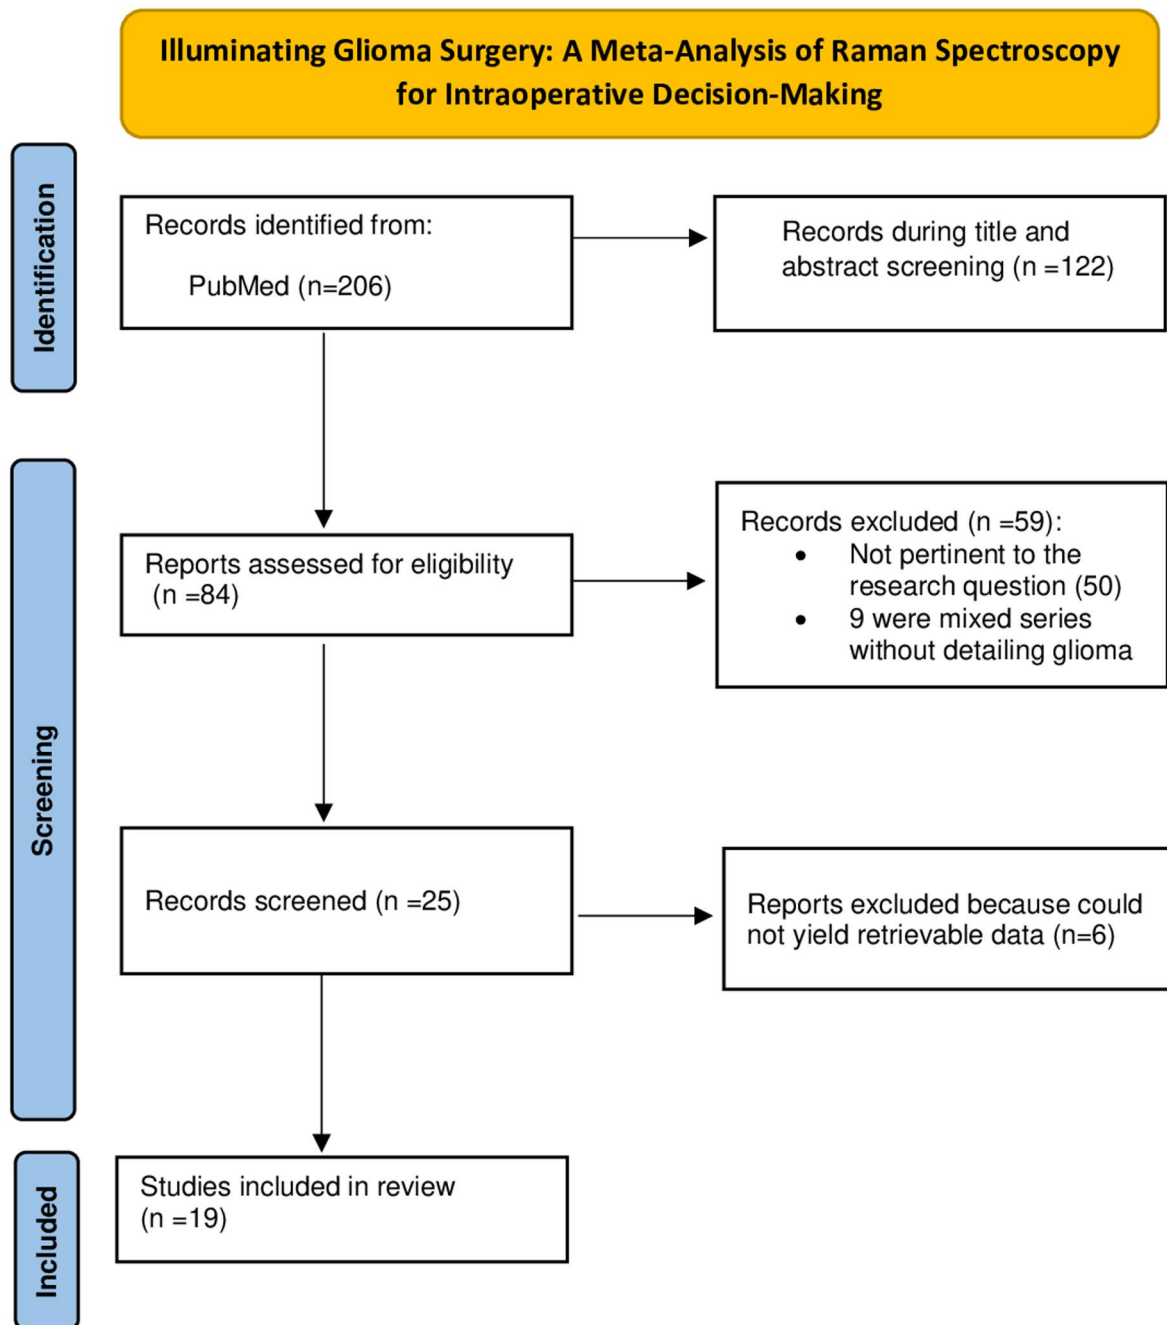 Illuminating Glioma Surgery: A Meta-Analysis of Raman Spectroscopy
for Intraoperative Decision-Making
Identification
Records identified from:
PubMed (n=206)
Records during title and
abstract screening (n =122)
Screening
Reports assessed for eligibility
(n =84)
Records excluded (n =59):
• Not pertinent to the
research question (50)
• 9 were mixed series
without detailing glioma
Records screened (n =25)
Reports excluded because could
not yield retrievable data (n=6)
Included
Studies included in review
(n =19)